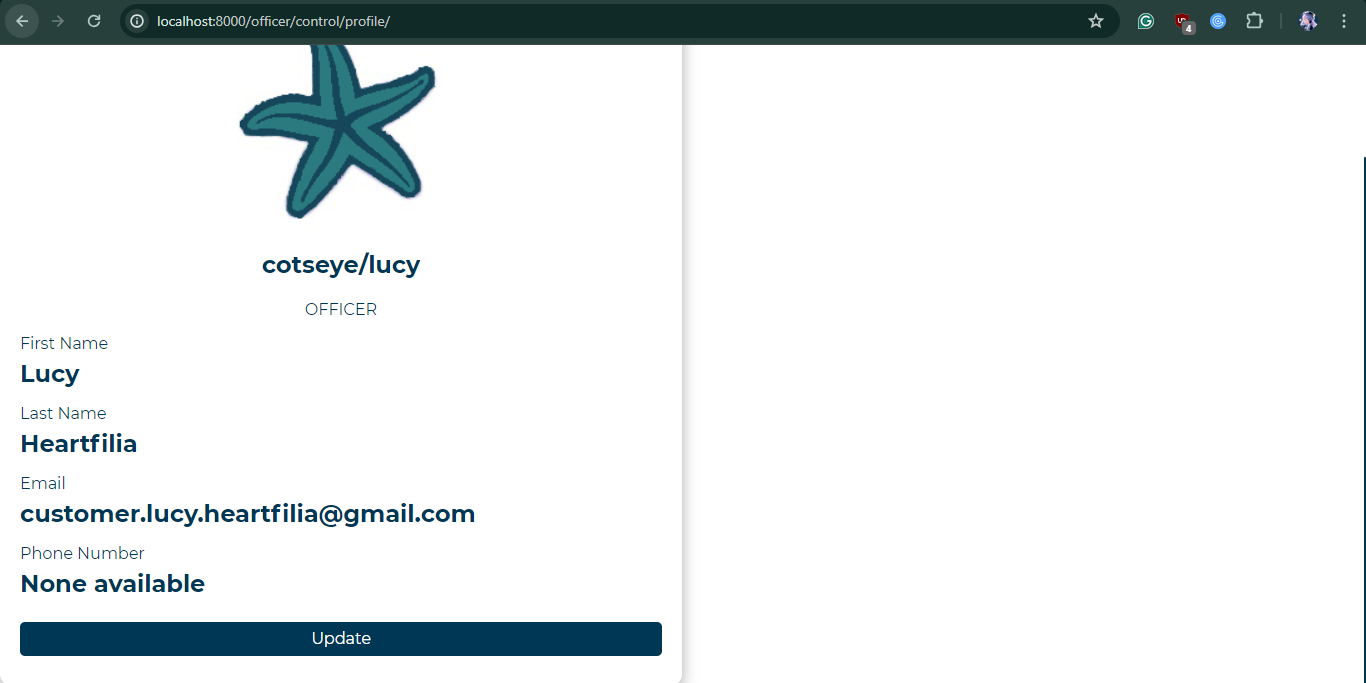 localhost:8000/officer/control/profile/
4
cotseye/lucy
OFFICER
First Name
Lucy
Last Name
Heartfilia
Email
customer.lucy.heartfilia@gmail.com
Phone Number
None available
Update